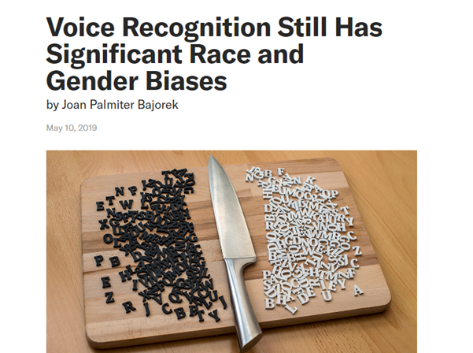 Voice Recognition Still Has
Significant Race and
Gender Biases
by Joan Palmiter Bajorek
May 10, 2019